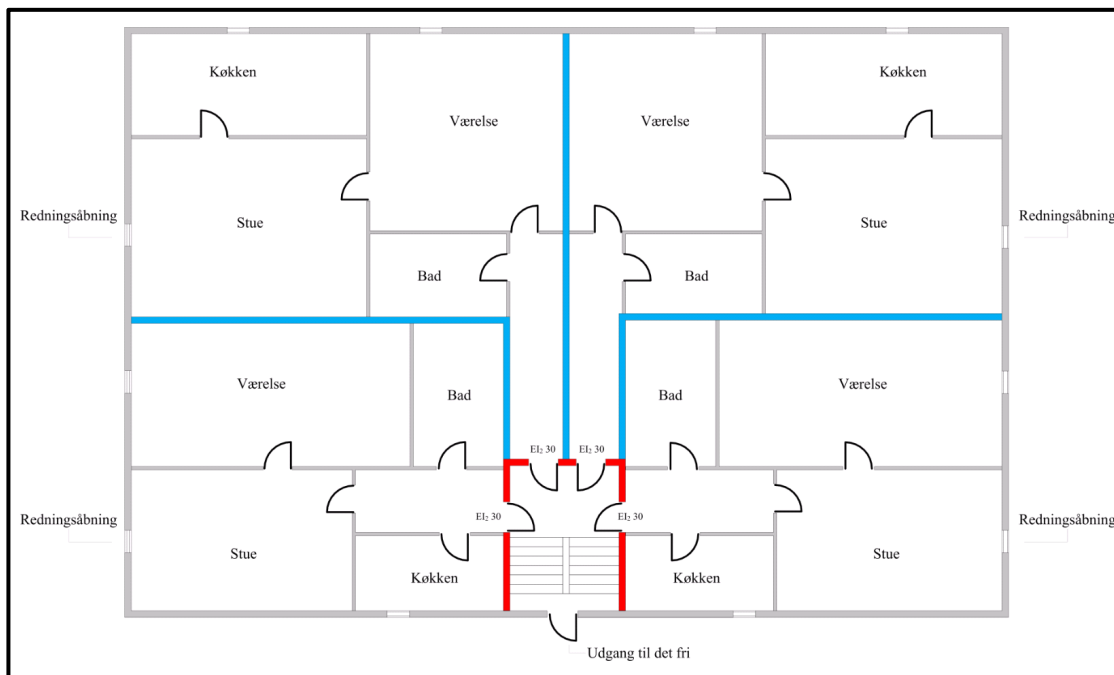 Køkken
Køkken
Værelse
Værelse
Redningsåbning
Stue
Stue
Redningsåbning
Bad
Bad
Værelse
Bad
Bad
Værelse
EI₂ 30
EI₂ 30
EI₂ 30
EI₂ 30
Redningsåbning
Stue
Stue
Redningsåbning
Køkken
Køkken
Udgang til det fri